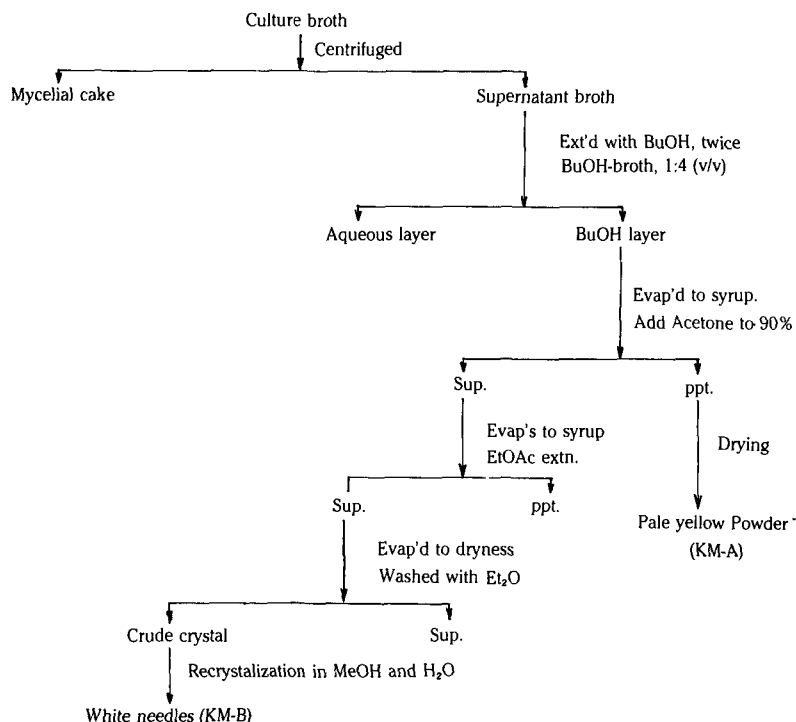 Culture broth
Centrifuged
Mycelial cake
Supernatant broth
Ext'd with BuOH, twice
BuOH-broth, 1:4 (v/v)
Aqueous layer
BuOH layer
Evap'd to syrup.
Add Acetone to 90%
Sup.
ppt.
Evap's to syrup
EtOAc extn.
Drying
Sup.
ppt.
Pale yellow Powder
(KM-A)
Evap'd to dryness
Washed with Et₂O
Crude crystal
Sup.
Recrystalization in MeOH and H₂O
White needles (KM-B)